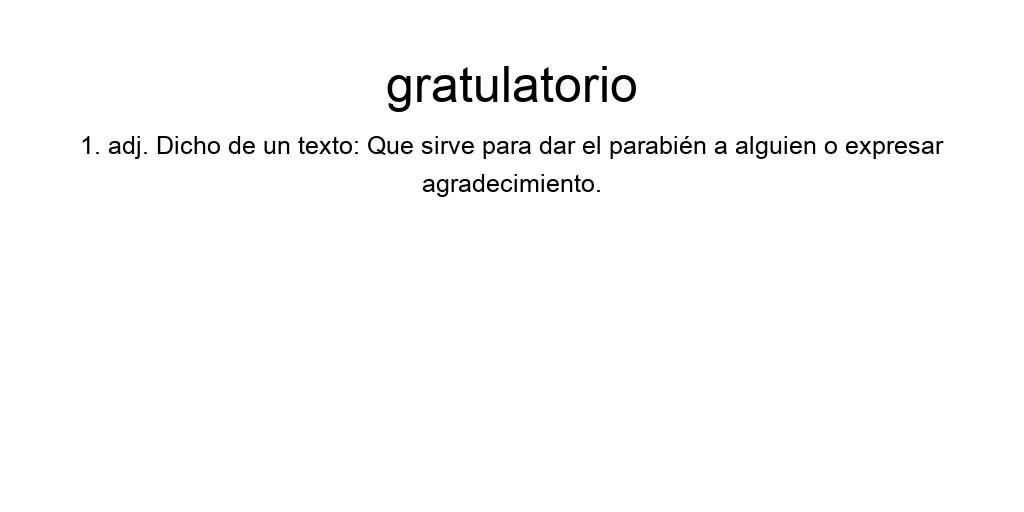 gratulatorio
1. adj. Dicho de un texto: Que sirve para dar el parabién a alguien o expresar
agradecimiento.